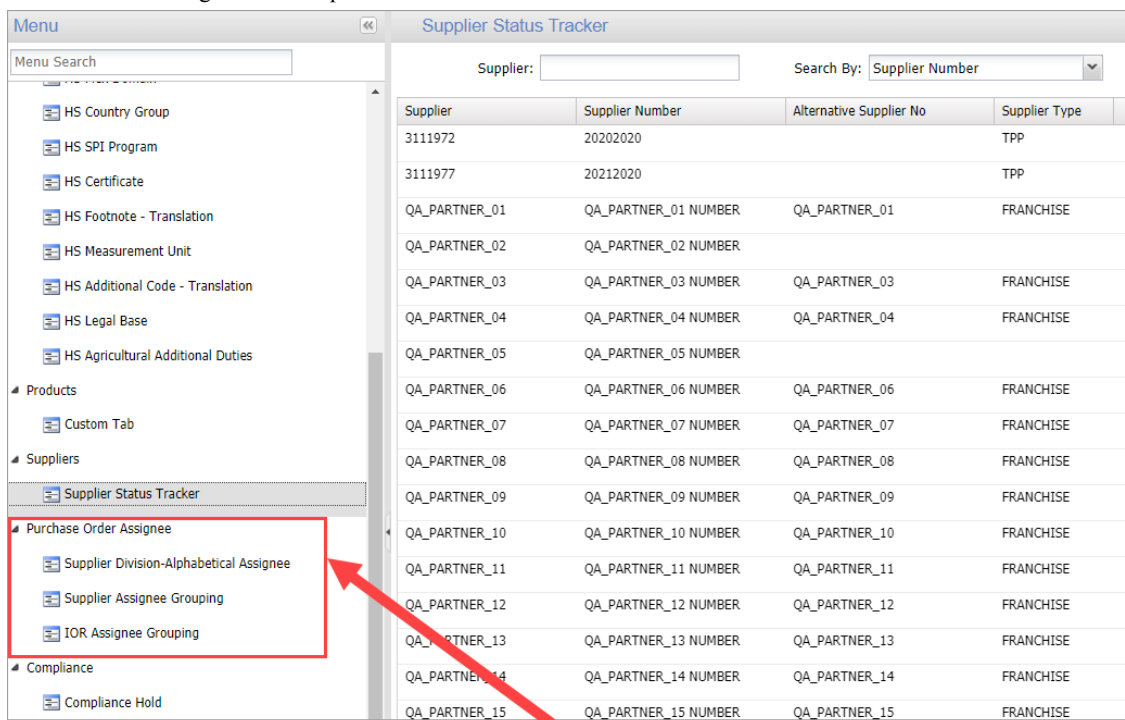 Menu
Supplier Status Tracker
Menu Search
Supplier:
Search By: Supplier Number
HS Country Group
HS SPI Program
HS Certificate
HS Footnote - Translation
HS Measurement Unit
HS Additional Code - Translation
HS Legal Base
HS Agricultural Additional Duties
Products
Custom Tab
Suppliers
Supplier Status Tracker
Purchase Order Assignee
Supplier Division-Alphabetical Assignee
Supplier Assignee Grouping
IOR Assignee Grouping
Compliance
Compliance Hold
Supplier Supplier Number Alternative Supplier No Supplier Type
3111972 20202020 TPP
3111977 20212020 TPP
QA_PARTNER_01 QA_PARTNER_01 NUMBER QA_PARTNER_01 FRANCHISE
QA_PARTNER_02 QA_PARTNER_02 NUMBER
QA_PARTNER_03 QA_PARTNER_03 NUMBER QA_PARTNER_03 FRANCHISE
QA_PARTNER_04 QA_PARTNER_04 NUMBER QA_PARTNER_04 FRANCHISE
QA_PARTNER_05 QA_PARTNER_05 NUMBER
QA_PARTNER_06 QA_PARTNER_06 NUMBER QA_PARTNER_06 FRANCHISE
QA_PARTNER_07 QA_PARTNER_07 NUMBER QA_PARTNER_07 FRANCHISE
QA_PARTNER_08 QA_PARTNER_08 NUMBER QA_PARTNER_08 FRANCHISE
QA_PARTNER_09 QA_PARTNER_09 NUMBER QA_PARTNER_09 FRANCHISE
QA_PARTNER_10 QA_PARTNER_10 NUMBER QA_PARTNER_10 FRANCHISE
QA_PARTNER_11 QA_PARTNER_11 NUMBER QA_PARTNER_11 FRANCHISE
QA_PARTNER_12 QA_PARTNER_12 NUMBER QA_PARTNER_12 FRANCHISE
QA_PARTNER_13 QA_PARTNER_13 NUMBER QA_PARTNER_13 FRANCHISE
QA_PARTNER_14 QA_PARTNER_14 NUMBER QA_PARTNER_14 FRANCHISE
QA_PARTNER_15 QA_PARTNER_15 NUMBER QA_PARTNER_15 FRANCHISE